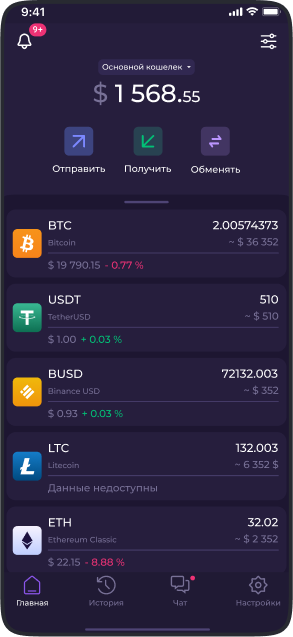 9:41
9+
Основной кошелек
$ 1 568.55
Отправить Получить Обменять
BTC 2.00574373
Bitcoin ~ $ 36 352
$ 19 790.15 - 0.77 %
USDT 510
TetherUSD ~ $ 510
$ 1.00 + 0.03 %
BUSD 72132.003
Binance USD ~ $ 352
$ 0.93 + 0.03 %
LTC 132.003
Litecoin ~ 6 352 $
Данные недоступны
ETH 32.02
Ethereum Classic ~ $ 2 352
$ 22.15 - 8.88 %
Главная История Чат Настройки